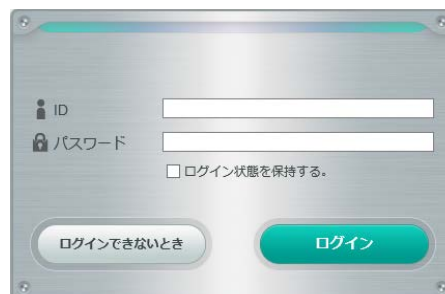 ID
パスワード
ログイン状態を保持する。
ログインできないとき
ログイン